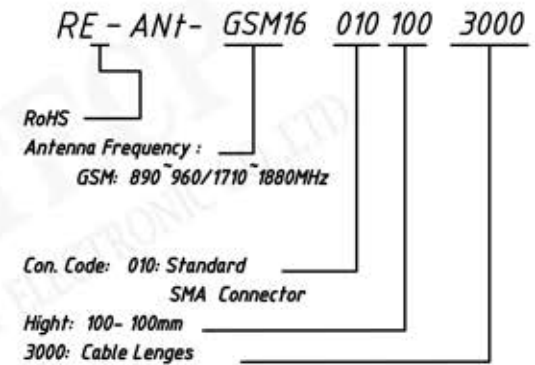 RE - ANt- GSM16 010 100 3000
RoHS
Antenna Frequency :
GSM: 890~960/1710~1880MHz
Con. Code: 010: Standard
SMA Connector
Hight: 100- 100mm
3000: Cable Lenges